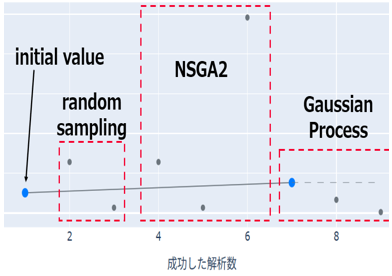 initial value
random
sampling
NSGA2
Gaussian
Process
2
4
6
8
成功した解析数